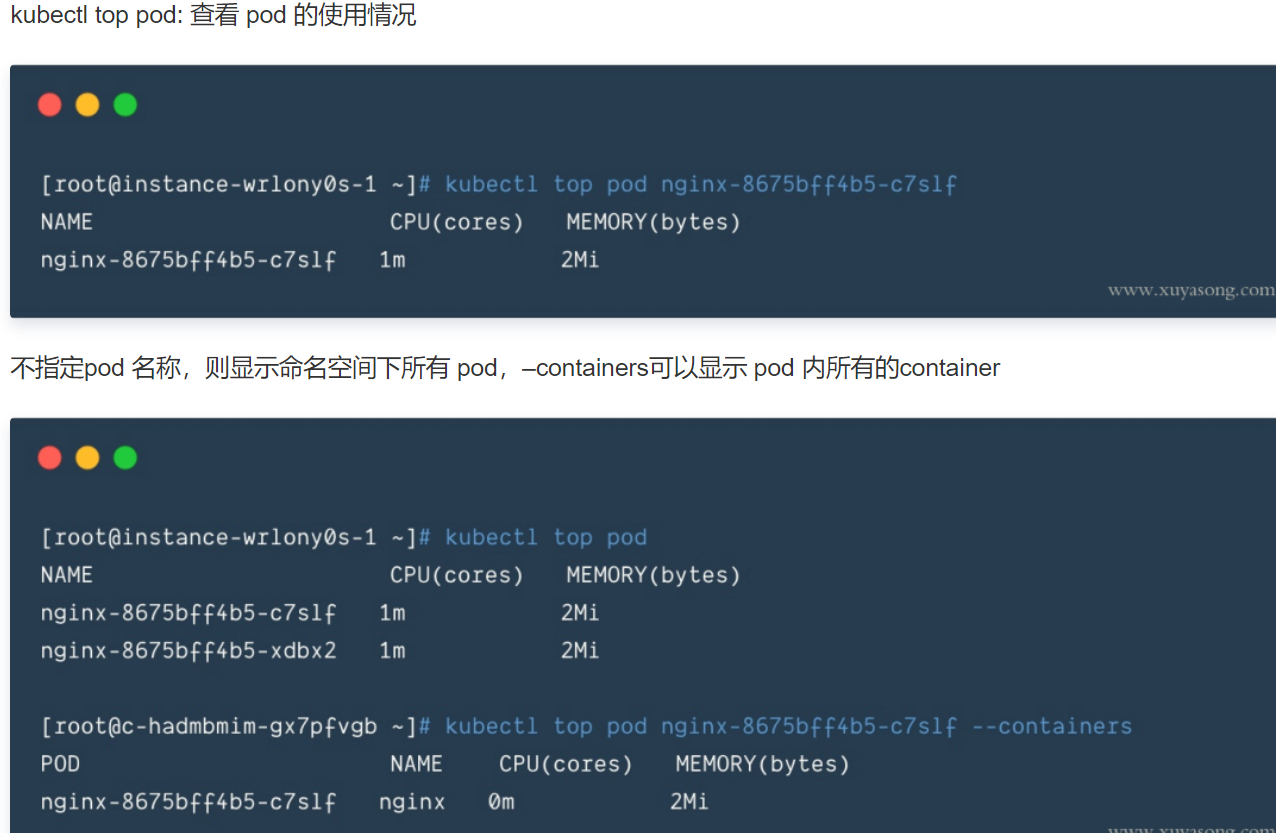 kubectl top pod: 查看 pod 的使用情况
[root@instance-wrlony0s-1 ~]# kubectl top pod nginx-8675bff4b5-c7slf
NAME CPU(cores) MEMORY(bytes)
nginx-8675bff4b5-c7slf 1m 2Mi
www.xuyasong.com
不指定pod 名称，则显示命名空间下所有 pod，–containers可以显示 pod 内所有的container
[root@instance-wrlony0s-1 ~]# kubectl top pod
NAME CPU(cores) MEMORY(bytes)
nginx-8675bff4b5-c7slf 1m 2Mi
nginx-8675bff4b5-xdbx2 1m 2Mi
[root@c-hadmbmim-gx7pfvgb ~]# kubectl top pod nginx-8675bff4b5-c7slf --containers
POD NAME CPU(cores) MEMORY(bytes)
nginx-8675bff4b5-c7slf nginx 0m 2Mi
www.xuyasong.com